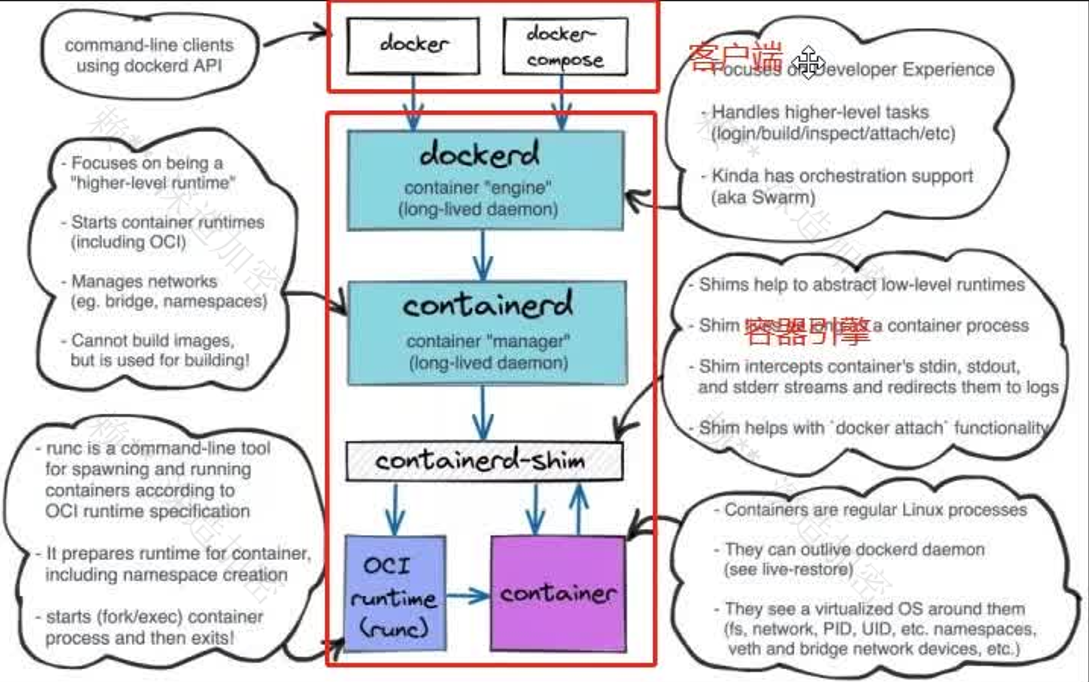 command-line clients
using dockerd API
docker
docker-
compose
客户端
- Focuses on Developer Experience
- Handles higher-level tasks
(login/build/inspect/attach/etc)
- Kinda has orchestration support
(aka Swarm)
dockerd
container "engine"
(long-lived daemon)
- Focuses on being a
"higher-level runtime"
- Starts container runtimes
(including OCI)
- Manages networks
(eg. bridge, namespaces)
- Cannot build images,
but is used for building!
containerd
container "manager"
(long-lived daemon)
- Shims help to abstract low-level runtimes
- Shim
a container process
容器引擎
- Shim intercepts container's stdin, stdout,
and stderr streams and redirects them to logs
- Shim helps with `docker attach` functionality
containerd-shim
- runc is a command-line tool
for spawning and running
containers according to
OCI runtime specification
- It prepares runtime for container,
including namespace creation
- starts (fork/exec) container
process and then exits!
OCI
runtime
(runc)
container
- Containers are regular Linux processes
- They can outlive dockerd daemon
(see live-restore)
- They see a virtualized OS around them
(fs, network, PID, UID, etc. namespaces,
veth and bridge network devices, etc.)